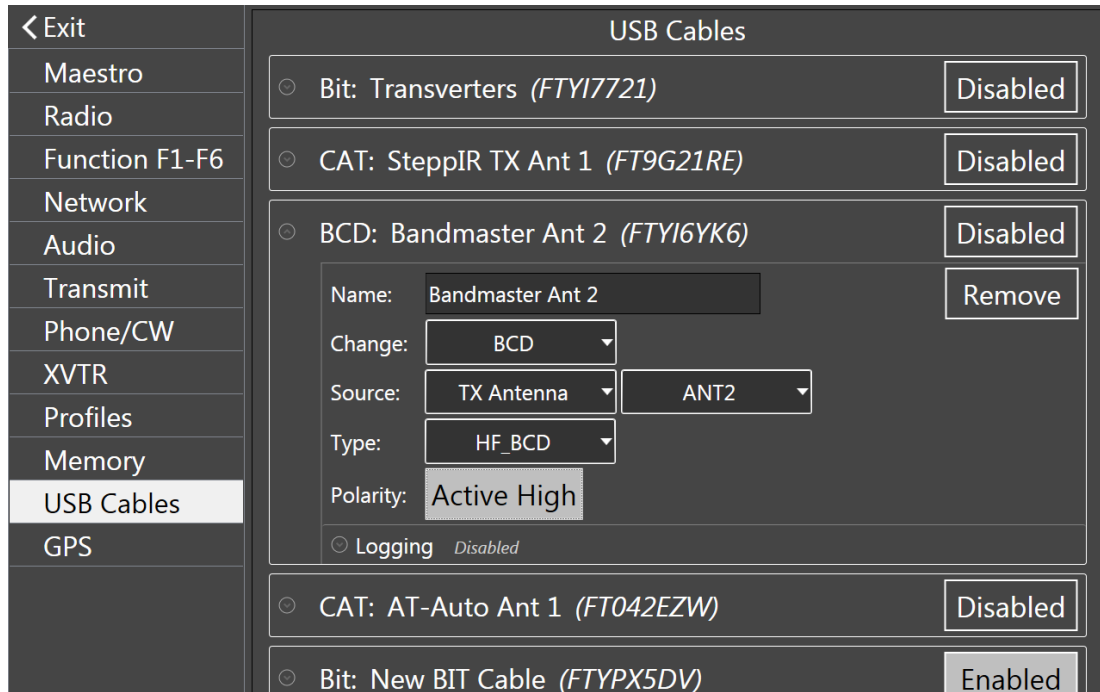 Exit
Maestro
Radio
Function F1-F6
Network
Audio
Transmit
Phone/CW
XVTR
Profiles
Memory
USB Cables
GPS
USB Cables
Bit: Transverters (FTYI7721) Disabled
CAT: SteppIR TX Ant 1 (FT9G21RE) Disabled
BCD: Bandmaster Ant 2 (FTYI6YK6) Disabled
Name: Bandmaster Ant 2 Remove
Change: BCD
Source: TX Antenna ANT2
Type: HF_BCD
Polarity: Active High
Logging Disabled
CAT: AT-Auto Ant 1 (FT042EZW) Disabled
Bit: New BIT Cable (FTYPX5DV) Enabled